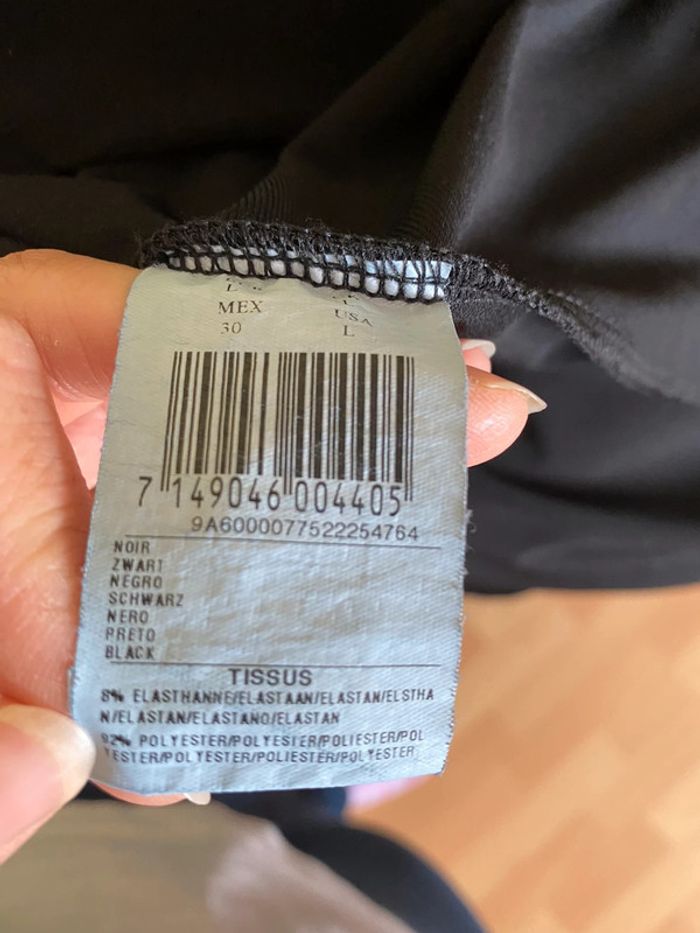 MEX USA
30 L
7 149046 004405
9A6000077522254764
NOIR
ZWART
NEGRO
SCHWARZ
NERO
PRETO
BLACK
TISSUS
8% ELASTHANNE/ELASTAAN/ELASTAN/ELSTHA
N/ELASTAN/ELASTANO/ELASTAN
92% POLYESTER/POLYESTER/POLIESTER/POL
YESTER/POLYESTER/POLIESTER/POLYESTER